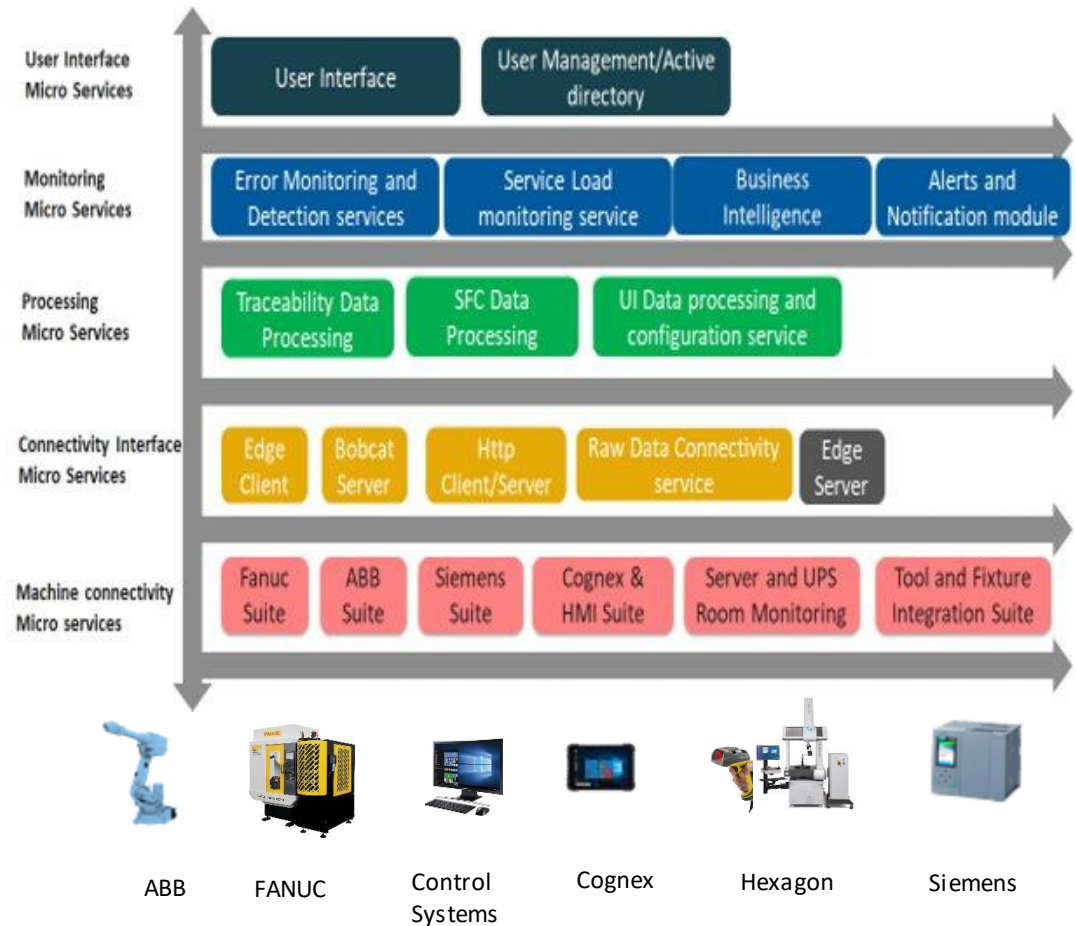 User Interface
Micro Services
User Interface
User Management/Active
directory
Monitoring
Micro Services
Error Monitoring and
Detection services
Service Load
monitoring service
Business
Intelligence
Alerts and
Notification module
Processing
Micro Services
Traceability Data
Processing
SFC Data
Processing
UI Data processing and
configuration service
Connectivity Interface
Micro Services
Edge
Client
Bobcat
Server
Http
Client/Server
Raw Data Connectivity
service
Edge
Server
Machine connectivity
Micro services
Fanuc
Suite
ABB
Suite
Siemens
Suite
Cognex &
HMI Suite
Server and UPS
Room Monitoring
Tool and Fixture
Integration Suite
ABB
FANUC
Control
Systems
Cognex
Hexagon
Siemens